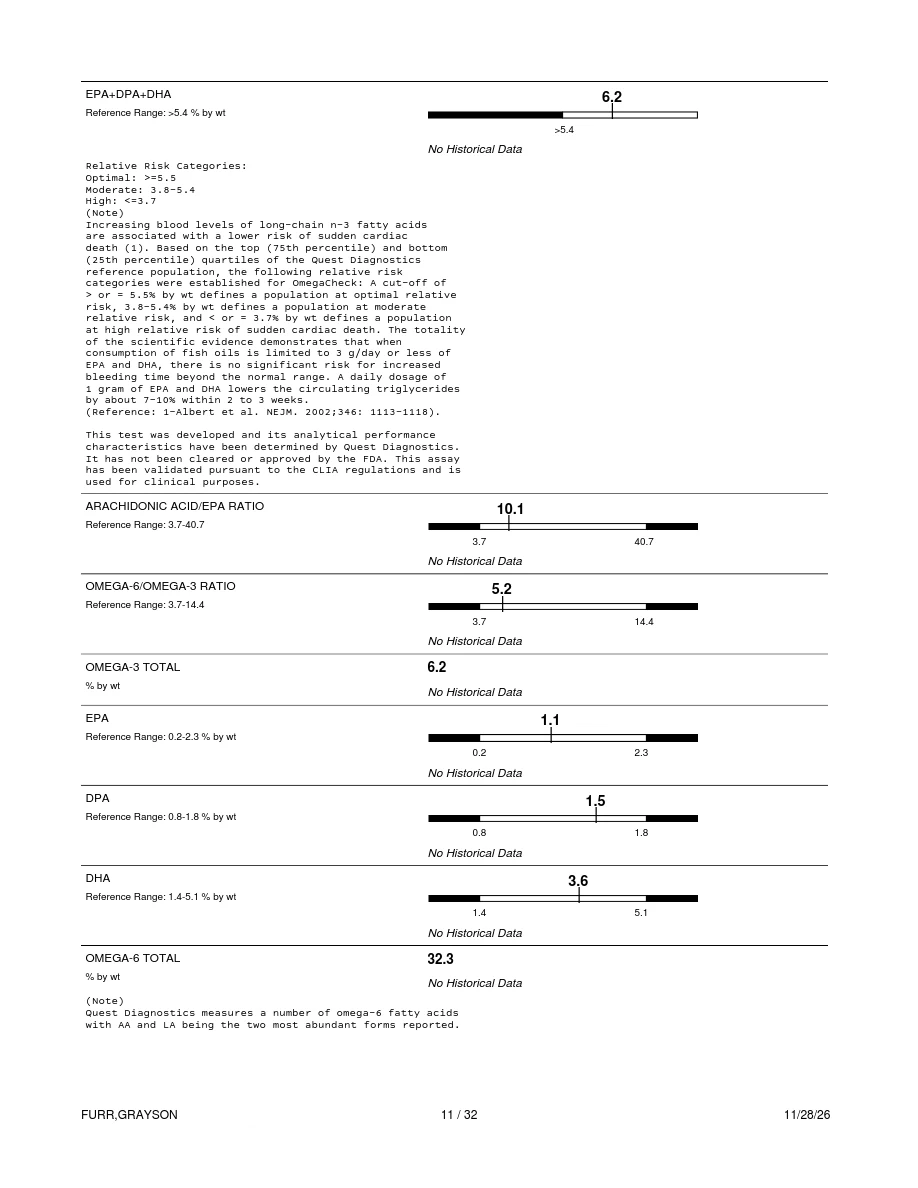 EPA+DPA+DHA
6.2
Reference Range: >5.4 % by wt
>5.4
No Historical Data
Relative Risk Categories:
Optimal: >=5.5
Moderate: 3.8-5.4
High: <=3.7
(Note)
Increasing blood levels of long-chain n-3 fatty acids
are associated with a lower risk of sudden cardiac
death (1). Based on the top (75th percentile) and bottom
(25th percentile) quartiles of the Quest Diagnostics
reference population, the following relative risk
categories were established for OmegaCheck: A cut-off of
> or = 5.5% by wt defines a population at optimal relative
risk, 3.8-5.4% by wt defines a population at moderate
relative risk, and < or = 3.7% by wt defines a population
at high relative risk of sudden cardiac death. The totality
of the scientific evidence demonstrates that when
consumption of fish oils is limited to 3 g/day or less of
EPA and DHA, there is no significant risk for increased
bleeding time beyond the normal range. A daily dosage of
1 gram of EPA and DHA lowers the circulating triglycerides
by about 7-10% within 2 to 3 weeks.
(Reference: 1-Albert et al. NEJM. 2002;346: 1113-1118).
This test was developed and its analytical performance
characteristics have been determined by Quest Diagnostics.
It has not been cleared or approved by the FDA. This assay
has been validated pursuant to the CLIA regulations and is
used for clinical purposes.
ARACHIDONIC ACID/EPA RATIO
10.1
Reference Range: 3.7-40.7
3.7 40.7
No Historical Data
OMEGA-6/OMEGA-3 RATIO
5.2
Reference Range: 3.7-14.4
3.7 14.4
No Historical Data
OMEGA-3 TOTAL
6.2
% by wt
No Historical Data
EPA
1.1
Reference Range: 0.2-2.3 % by wt
0.2 2.3
No Historical Data
DPA
1.5
Reference Range: 0.8-1.8 % by wt
0.8 1.8
No Historical Data
DHA
3.6
Reference Range: 1.4-5.1 % by wt
1.4 5.1
No Historical Data
OMEGA-6 TOTAL
32.3
% by wt
No Historical Data
(Note)
Quest Diagnostics measures a number of omega-6 fatty acids
with AA and LA being the two most abundant forms reported.
FURR,GRAYSON 11 / 32 11/28/26